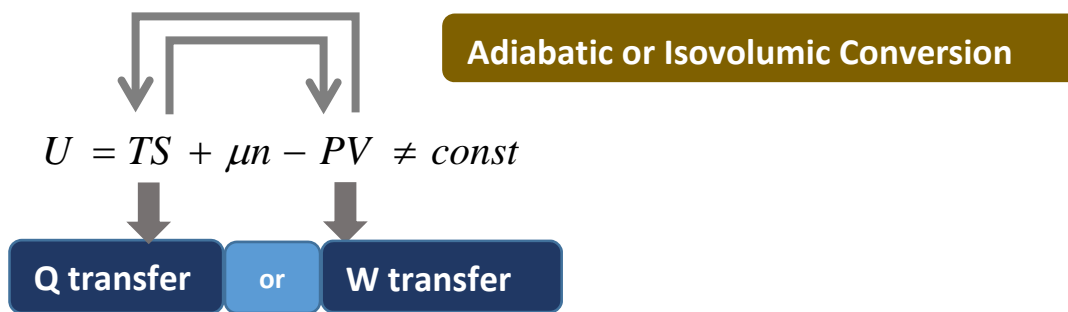 Adiabatic or Isovolumic Conversion
U = TS + μn − PV ≠ const
Q transfer or W transfer